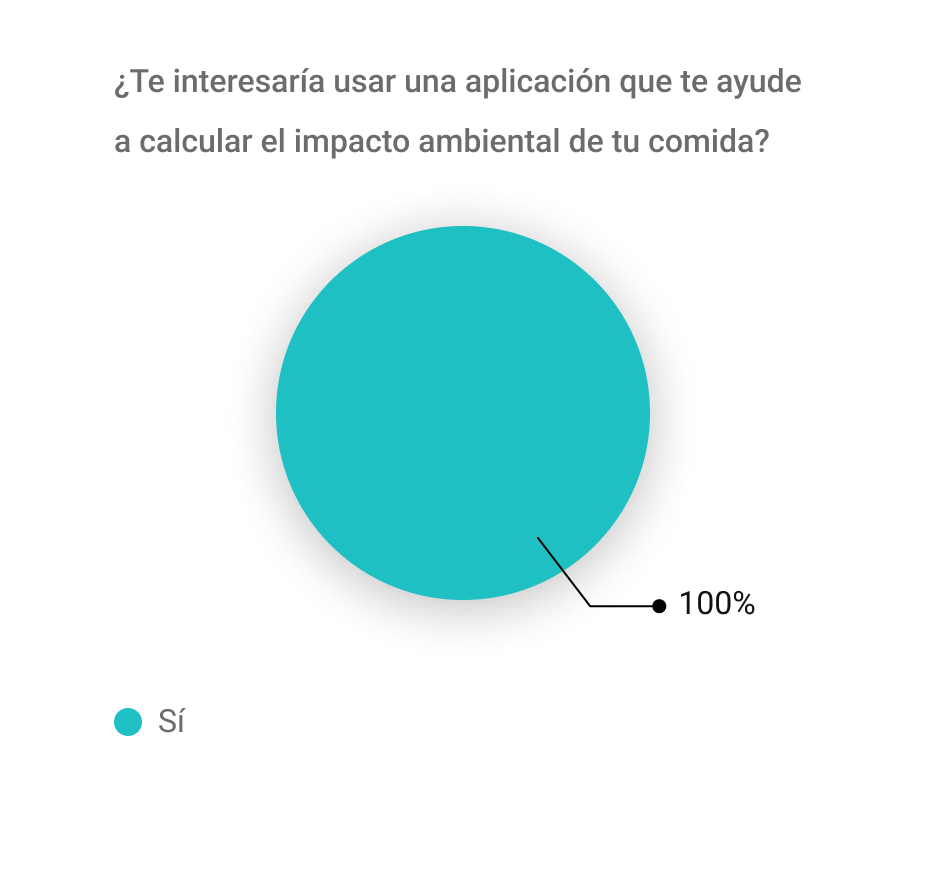 ¿Te interesaría usar una aplicación que te ayude
a calcular el impacto ambiental de tu comida?
100%
Sí